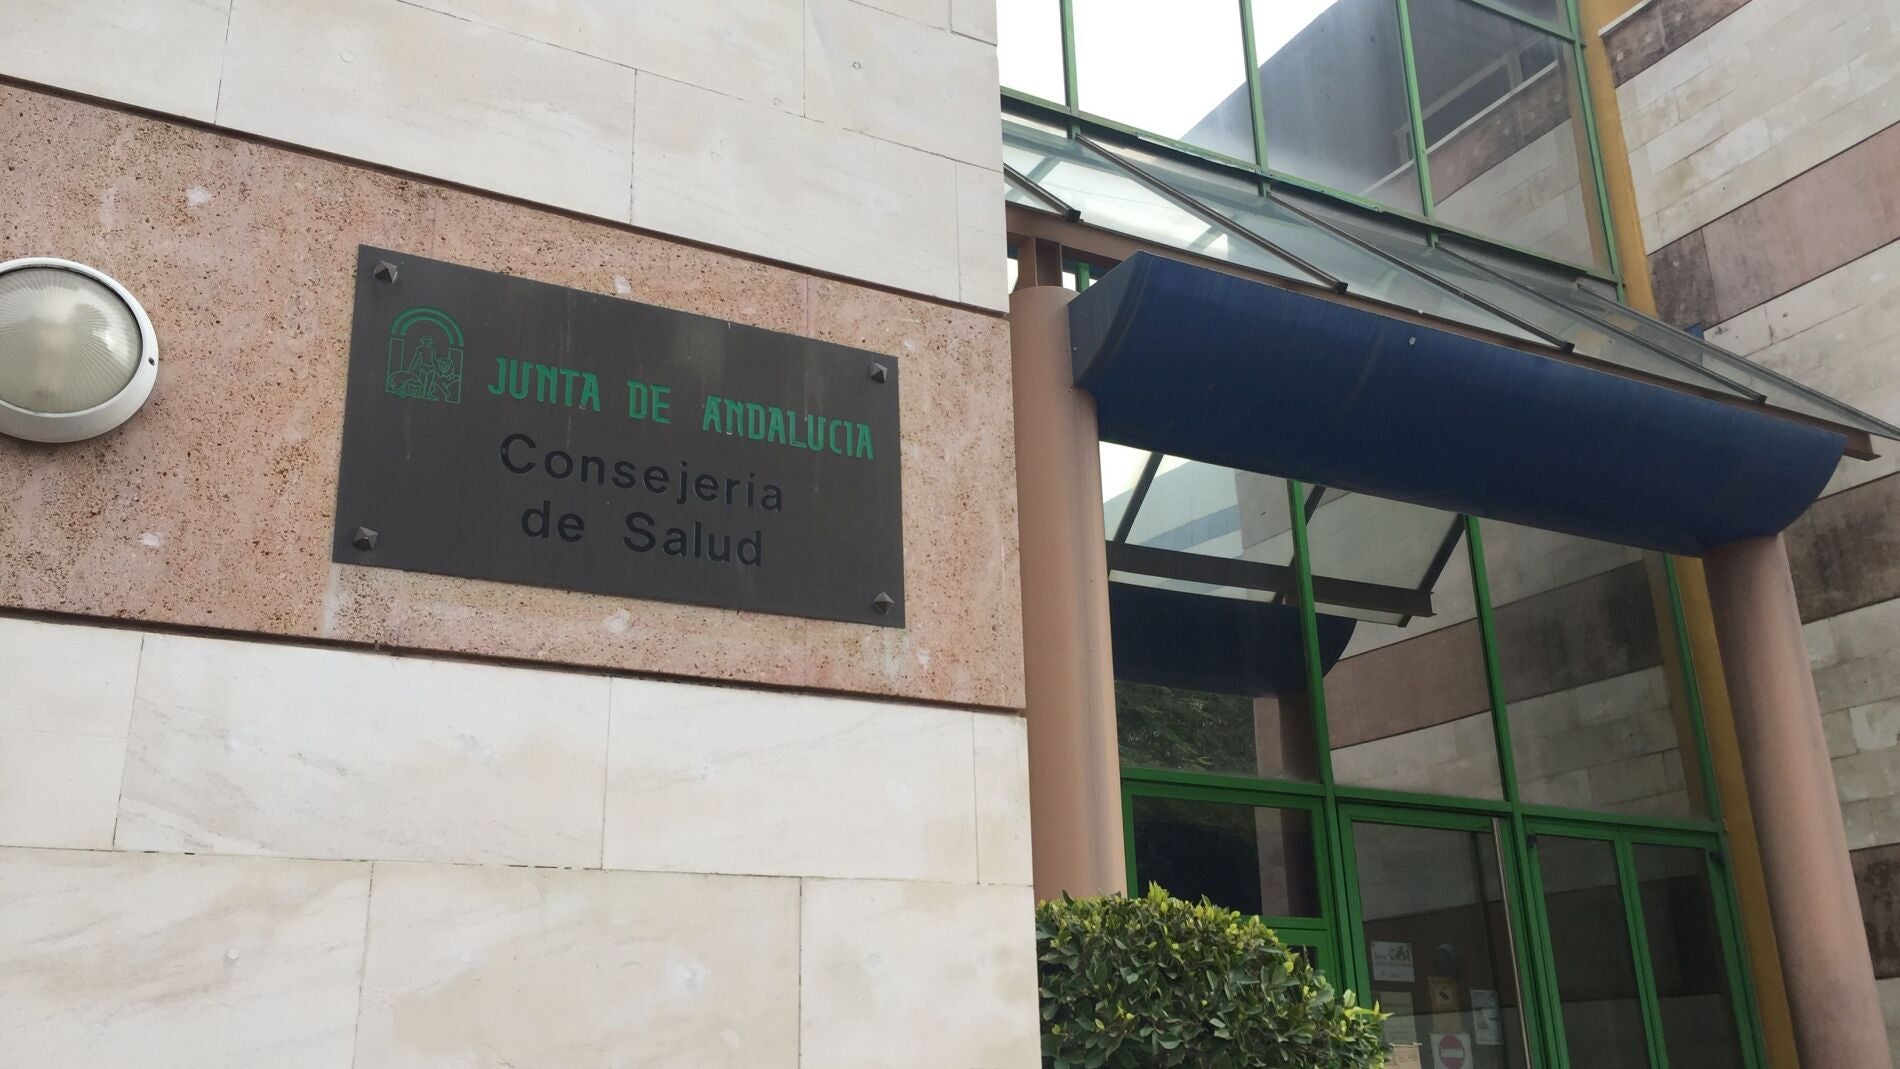 JUNTA DE ANDALUCIA
Consejería
de Salud